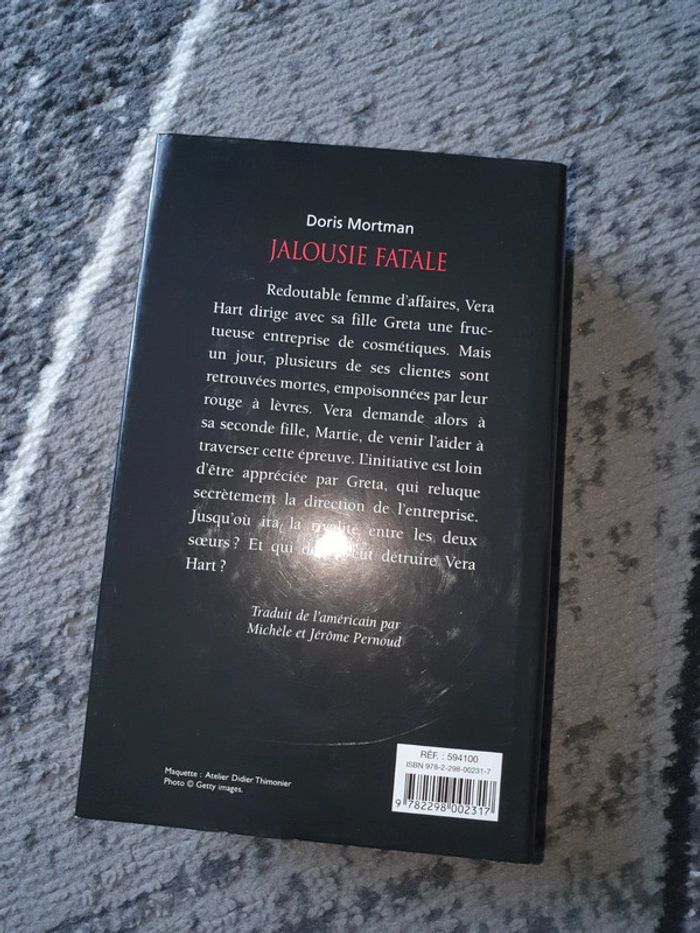 Doris Mortman
JALOUSIE FATALE
Redoutable femme d'affaires, Vera
Hart dirige avec sa fille Greta une fruc-
tueuse entreprise de cosmétiques. Mais
un jour, plusieurs de ses clientes sont
retrouvées mortes, empoisonnées par leur
rouge à lèvres. Vera demande alors à
sa seconde fille, Martie, de venir l'aider à
traverser cette épreuve. L'initiative est loin
d'être appréciée par Greta, qui reluque
secrètement la direction de l'entreprise.
Jusqu'où ira la rivalité entre les deux
sœurs ? Et qui détruire Vera
Hart ?
Traduit de l'américain par
Michèle et Jérôme Pernoud
Maquette : Atelier Didier Thimonier
Photo © Getty images.
RÉF. : 594100
ISBN 978-2-298-00231-7
9 782298 002317